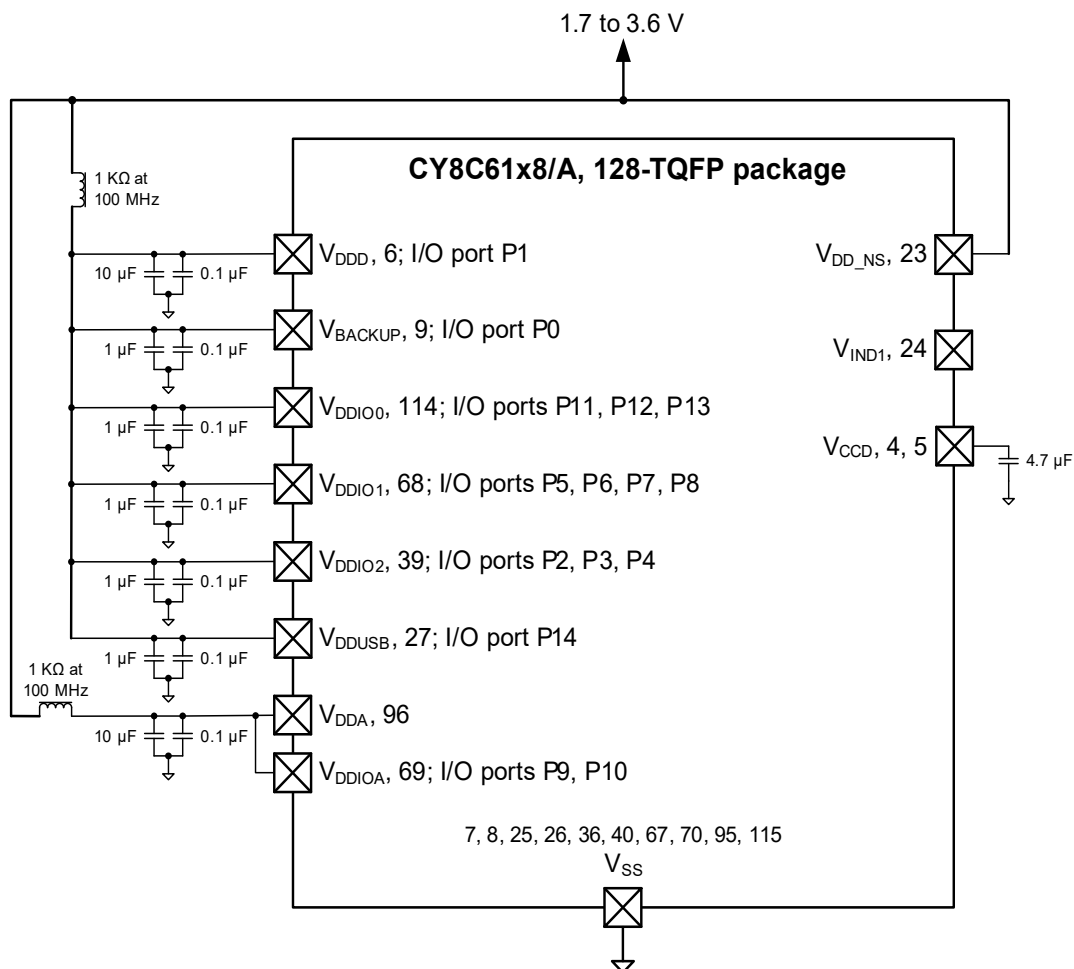 1.7 to 3.6 V
CY8C61x8/A, 128-TQFP package
1 KΩ at
100 MHz
VDDD, 6; I/O port P1
VDD_NS, 23
10 µF
0.1 µF
VBACKUP, 9; I/O port P0
VIND1, 24
1 µF
0.1 µF
VDDIO0, 114; I/O ports P11, P12, P13
1 µF
0.1 µF
VCCD, 4, 5
4.7 µF
VDDIO1, 68; I/O ports P5, P6, P7, P8
1 µF
0.1 µF
VDDIO2, 39; I/O ports P2, P3, P4
1 µF
0.1 µF
VDDUSB, 27; I/O port P14
1 µF
0.1 µF
1 KΩ at
100 MHz
VDDA, 96
10 µF
0.1 µF
VDDIOA, 69; I/O ports P9, P10
7, 8, 25, 26, 36, 40, 67, 70, 95, 115
VSS